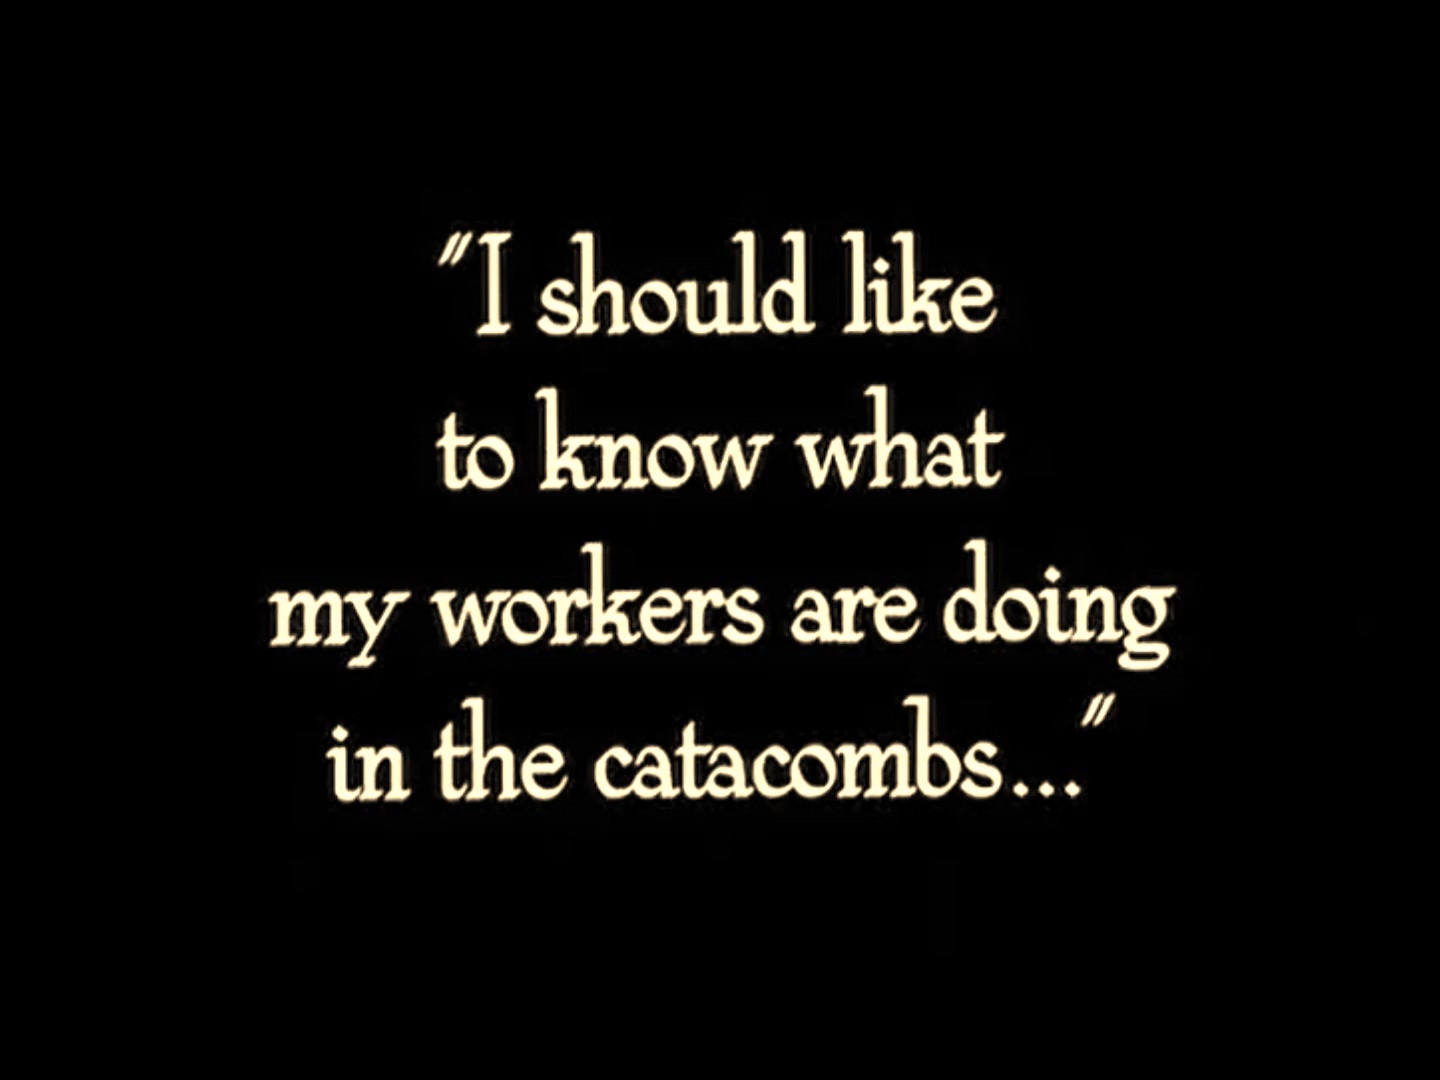 "I should like
to know what
my workers are doing
in the catacombs..."